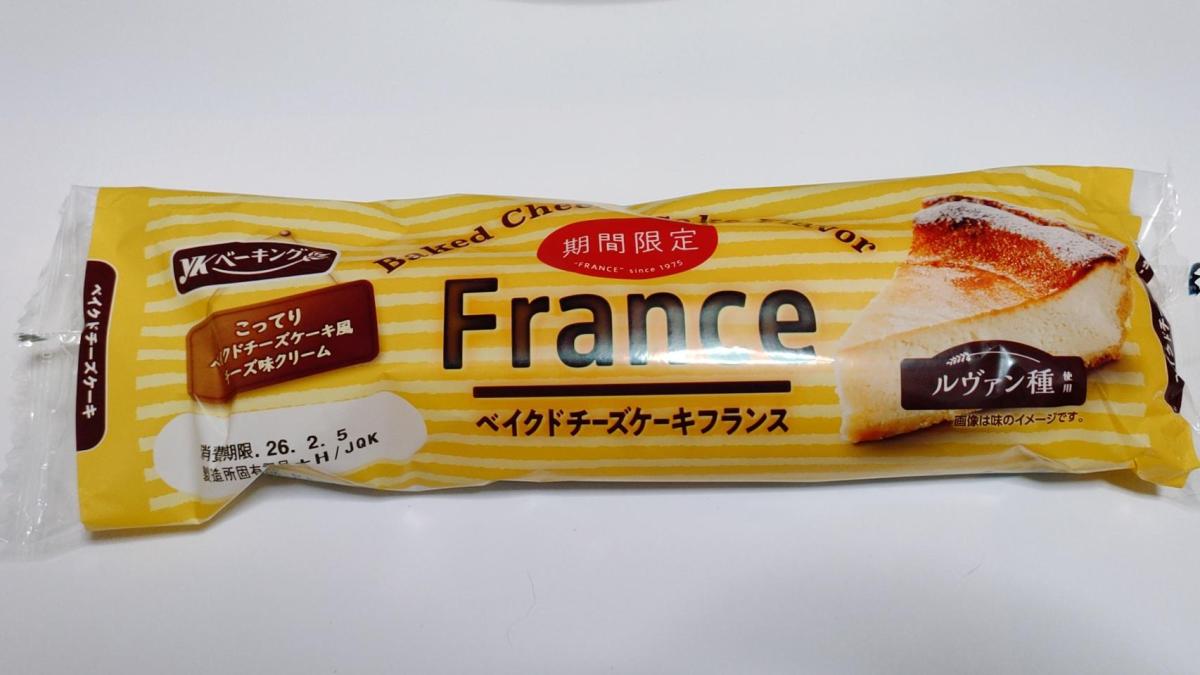 ベイクドチーズケーキ
YKベーキング
こってり
クドチーズケーキ風
ーズ味クリーム
消費期限.26.2.5
製造所固有 +H/JQK
Baked Chee Cake Flavor
期間限定
"FRANCE" since 1975
France
ベイクドチーズケーキフランス
ルヴァン種 使用
画像は味のイメージです。